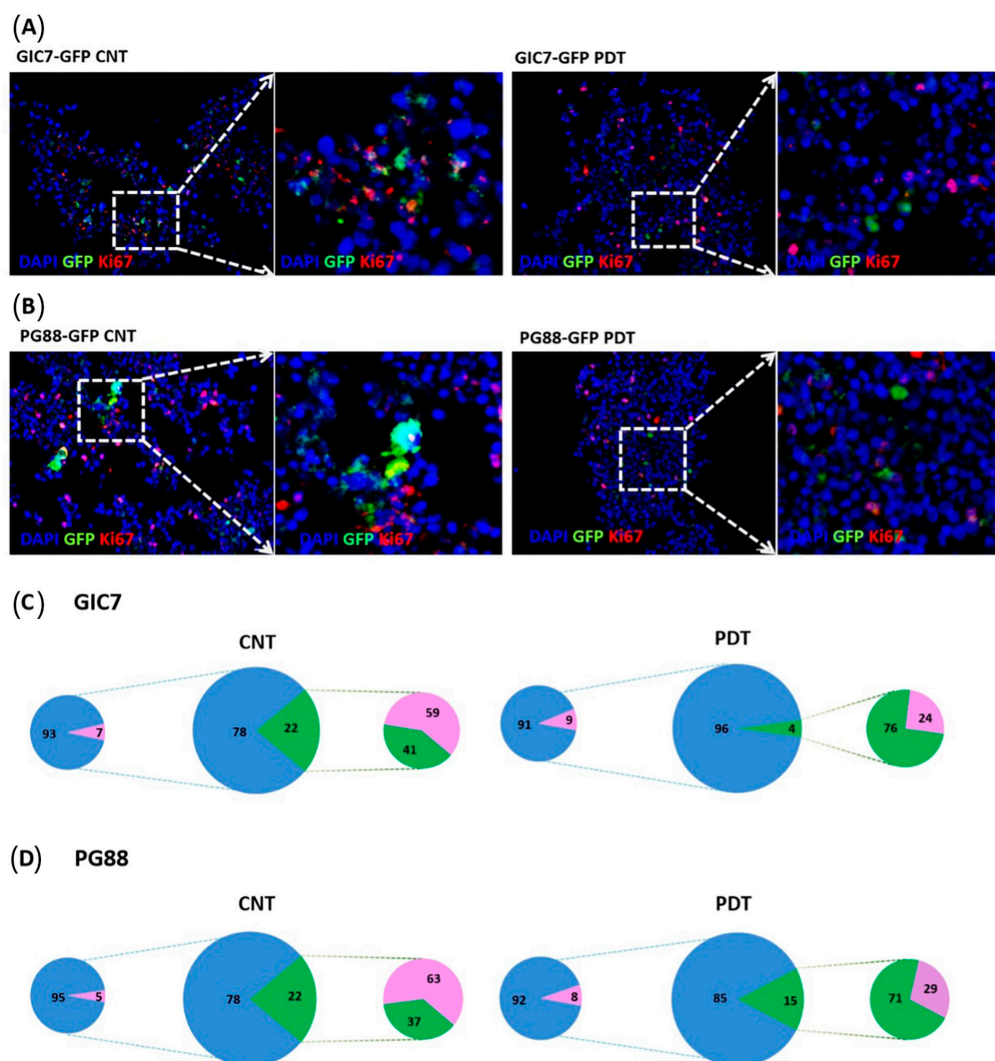 (A)
GIC7-GFP CNT
GIC7-GFP PDT
DAPI GFP Ki67
DAPI GFP Ki67
DAPI GFP Ki67
DAPI GFP Ki67
(B)
PG88-GFP CNT
PG88-GFP PDT
DAPI GFP Ki67
DAPI GFP Ki67
DAPI GFP Ki67
DAPI GFP Ki67
(C) GIC7
CNT
PDT
93 7 78 22 59 41
91 9 96 4 76 24
(D) PG88
CNT
PDT
95 5 78 22 63 37
92 8 85 15 71 29